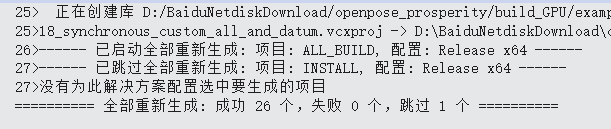 25>  正在创建库 D:/BaiduNetdiskDownload/openpose_prosperity/build_GPU/exam
25>18_synchronous_custom_all_and_datum.vcxproj -> D:\BaiduNetdiskDownload\
26>------ 已启动全部重新生成: 项目: ALL_BUILD, 配置: Release x64 ------
27>------ 已跳过全部重新生成: 项目: INSTALL, 配置: Release x64 ------
27>没有为此解决方案配置选中要生成的项目
========== 全部重新生成: 成功 26 个，失败 0 个，跳过 1 个 ==========